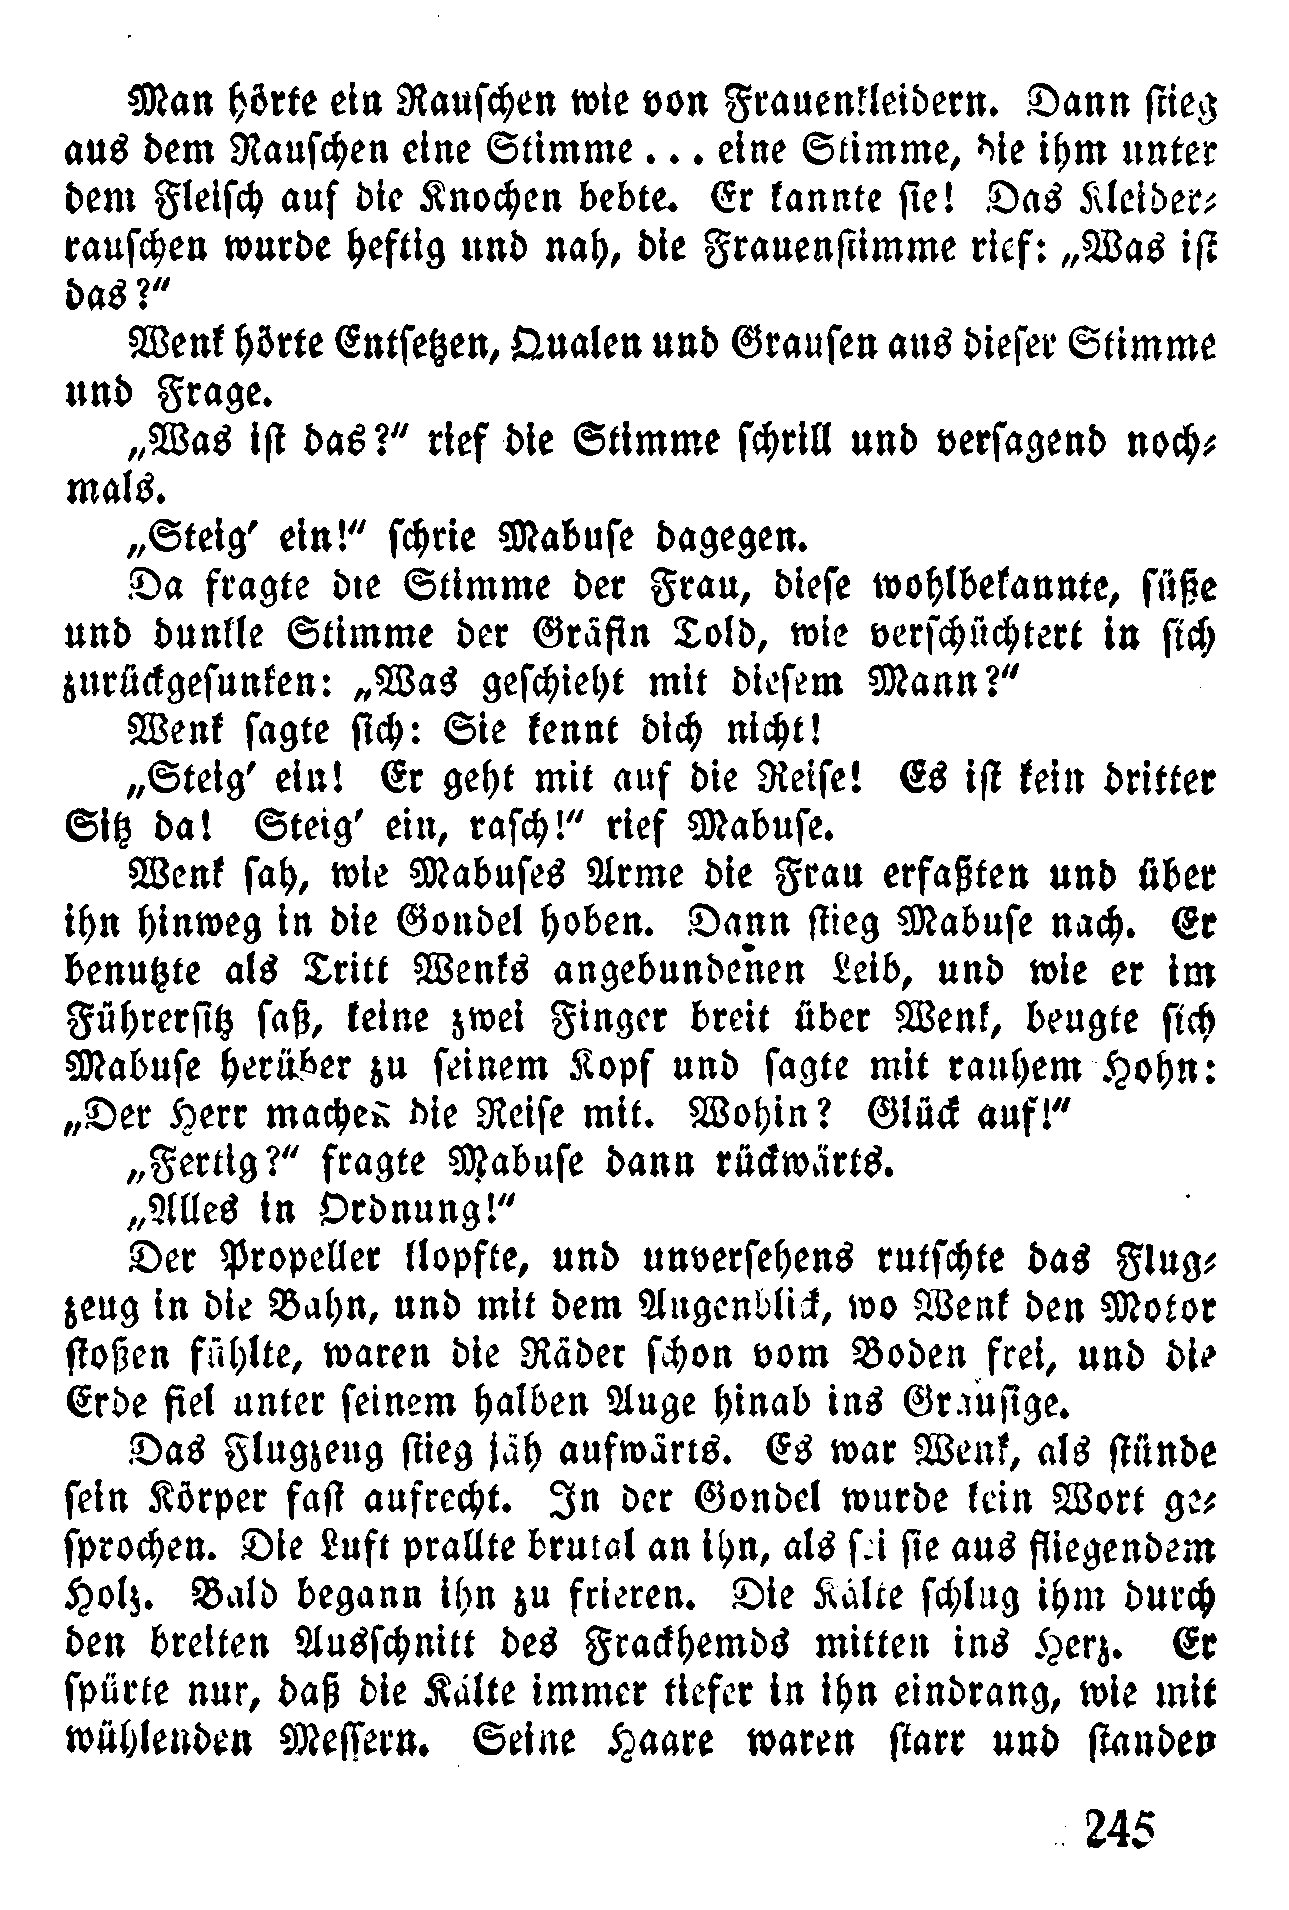 Man hörte ein Rauschen wie von Frauenkleidern. Dann stieg
aus dem Rauschen eine Stimme . . . eine Stimme, die ihm unter
dem Fleisch auf die Knochen bebte. Er kannte sie! Das Kleider-
rauschen wurde heftig und nah, die Frauenstimme rief: „Was ist
das?“
Wenk hörte Entsetzen, Qualen und Grausen aus dieser Stimme
und Frage.
„Was ist das?“ rief die Stimme schrill und versagend noch-
mals.
„Steig’ ein!“ schrie Mabuse dagegen.
Da fragte die Stimme der Frau, diese wohlbekannte, süße
und dunkle Stimme der Gräfin Told, wie verschüchtert in sich
zurückgesunken: „Was geschieht mit diesem Mann?“
Wenk sagte sich: Sie kennt dich nicht!
„Steig’ ein! Er geht mit auf die Reise! Es ist kein dritter
Sitz da! Steig’ ein, rasch!“ rief Mabuse.
Wenk sah, wie Mabuses Arme die Frau erfaßten und über
ihn hinweg in die Gondel hoben. Dann stieg Mabuse nach. Er
benutzte als Tritt Wenks angebundenen Leib, und wie er im
Führersitz saß, keine zwei Finger breit über Wenk, beugte sich
Mabuse herüber zu seinem Kopf und sagte mit rauhem Hohn:
„Der Herr machen die Reise mit. Wohin? Glück auf!“
„Fertig?“ fragte Mabuse dann rückwärts.
„Alles in Ordnung!“
Der Propeller klopfte, und unversehens rutschte das Flug-
zeug in die Bahn, und mit dem Augenblick, wo Wenk den Motor
stoßen fühlte, waren die Räder schon vom Boden frei, und die
Erde fiel unter seinem halben Auge hinab ins Grausige.
Das Flugzeug stieg jäh aufwärts. Es war Wenk, als stünde
sein Körper fast aufrecht. In der Gondel wurde kein Wort ge-
sprochen. Die Luft prallte brutal an ihn, als sei sie aus fliegendem
Holz. Bald begann ihn zu frieren. Die Kälte schlug ihm durch
den breiten Ausschnitt des Frackhemds mitten ins Herz. Er
spürte nur, daß die Kälte immer tiefer in ihn eindrang, wie mit
wühlenden Messern. Seine Haare waren starr und standen
245